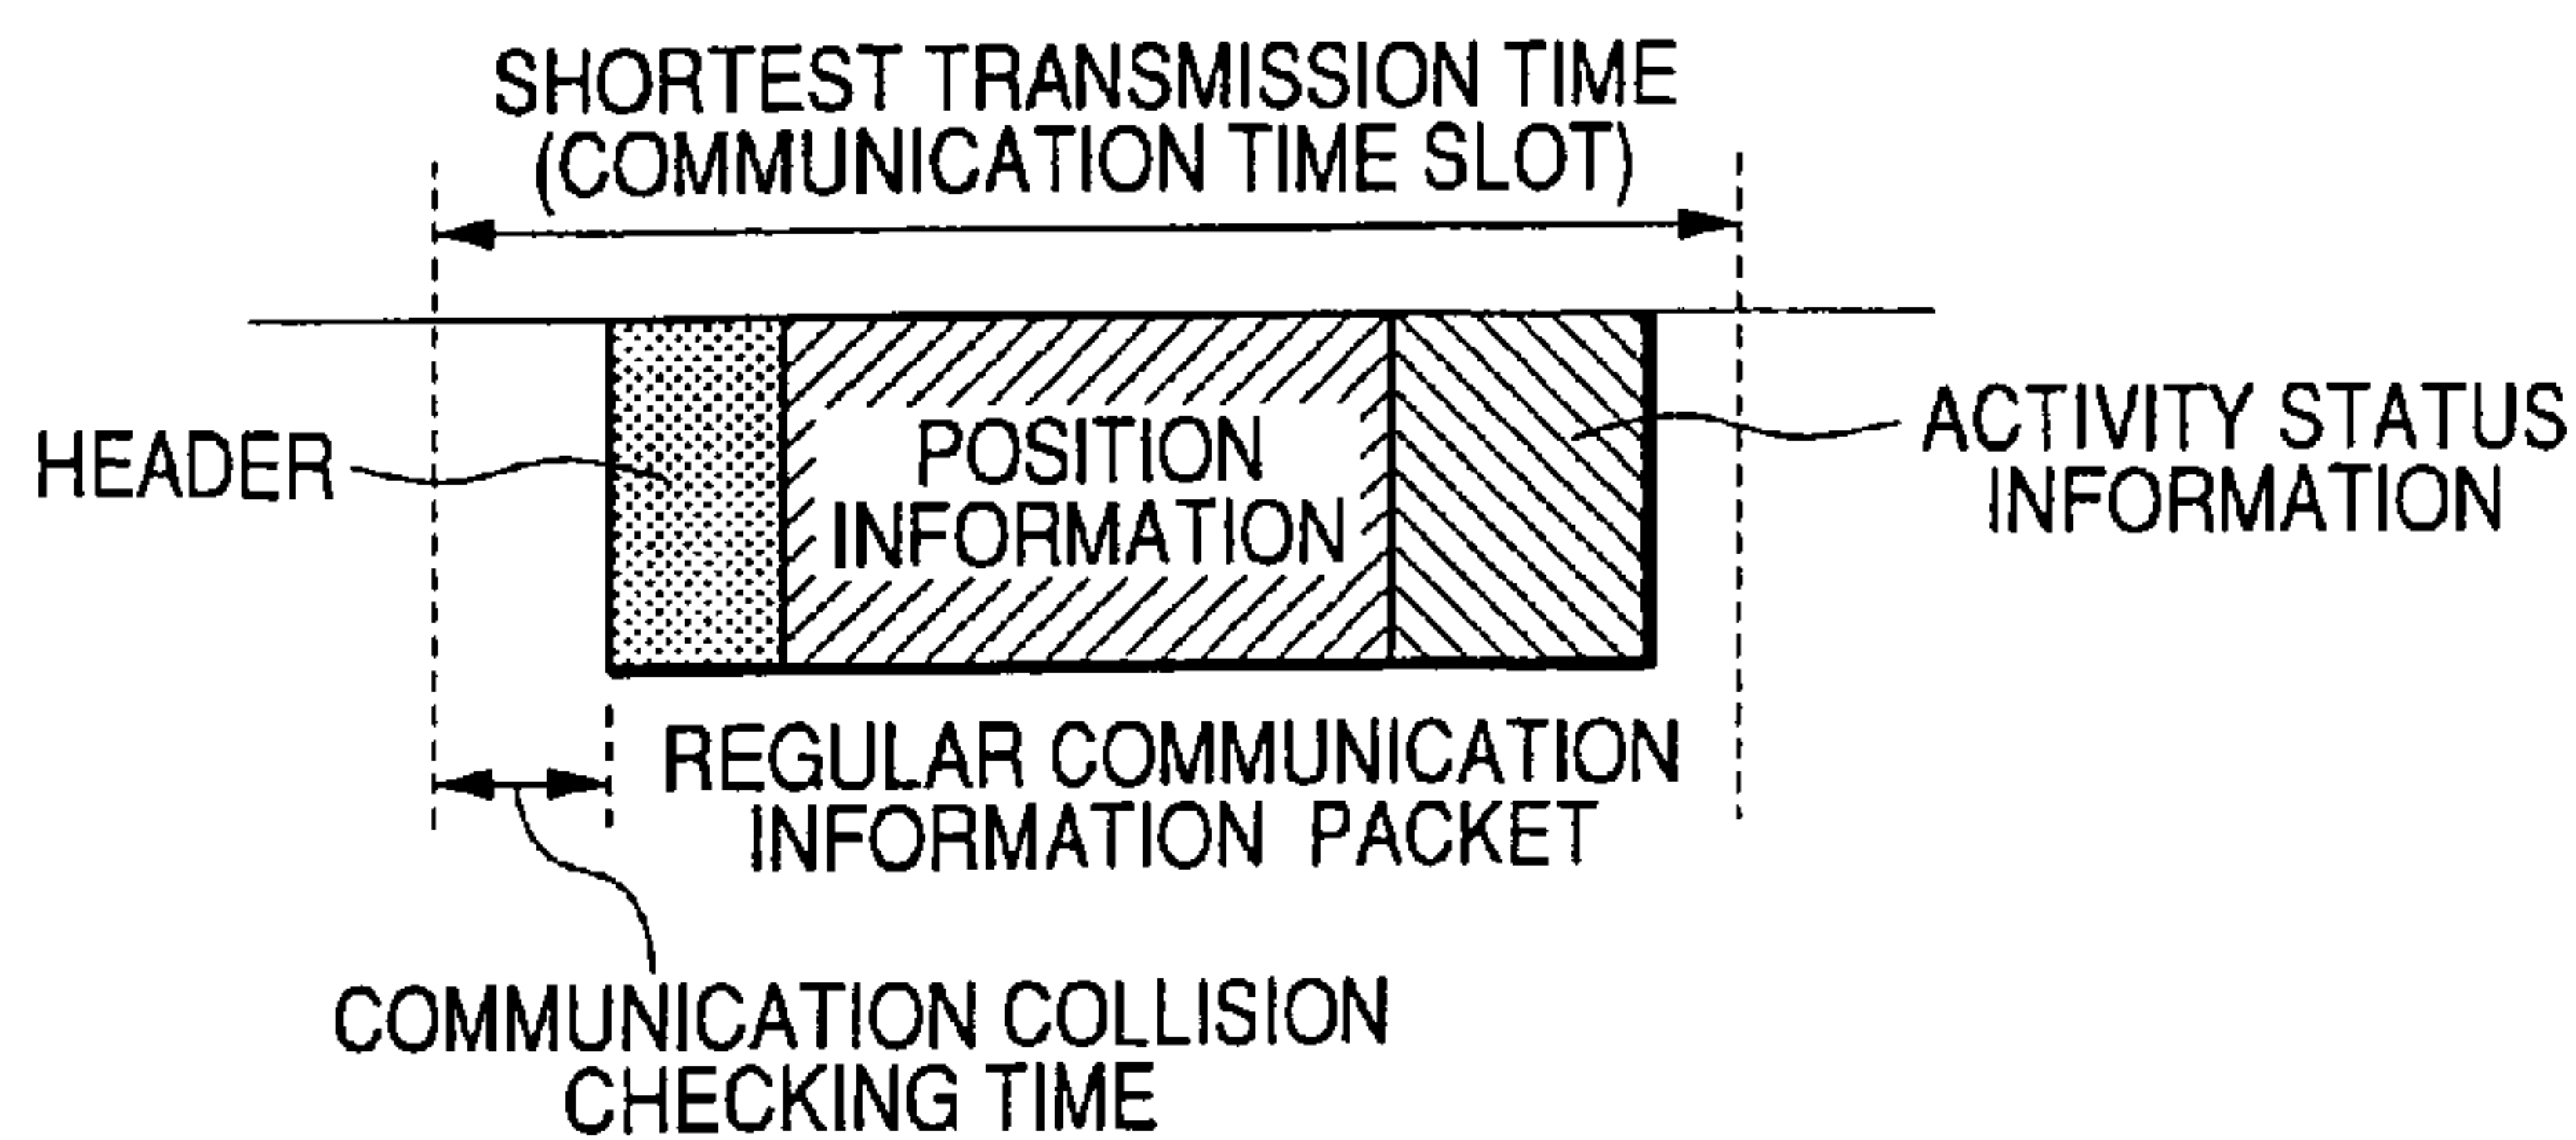 SHORTEST TRANSMISSION TIME
(COMMUNICATION TIME SLOT)
HEADER
POSITION
INFORMATION
ACTIVITY STATUS
INFORMATION
REGULAR COMMUNICATION
INFORMATION PACKET
COMMUNICATION COLLISION
CHECKING TIME